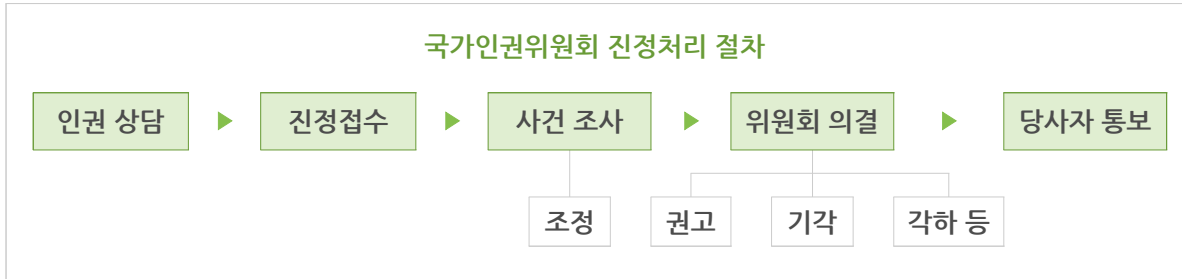 국가인권위원회 진정처리 절차
인권 상담 ▶ 진정접수 ▶ 사건 조사 ▶ 위원회 의결 ▶ 당사자 통보
조정 권고 기각 각하 등